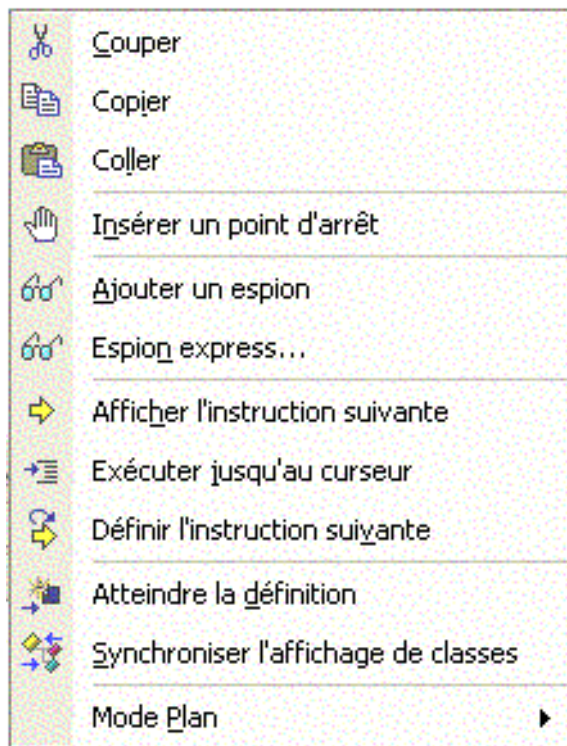 Couper
Copier
Coller
Insérer un point d'arrêt
Ajouter un espion
Espion express...
Afficher l'instruction suivante
Exécuter jusqu'au curseur
Définir l'instruction suivante
Atteindre la définition
Synchroniser l'affichage de classes
Mode Plan